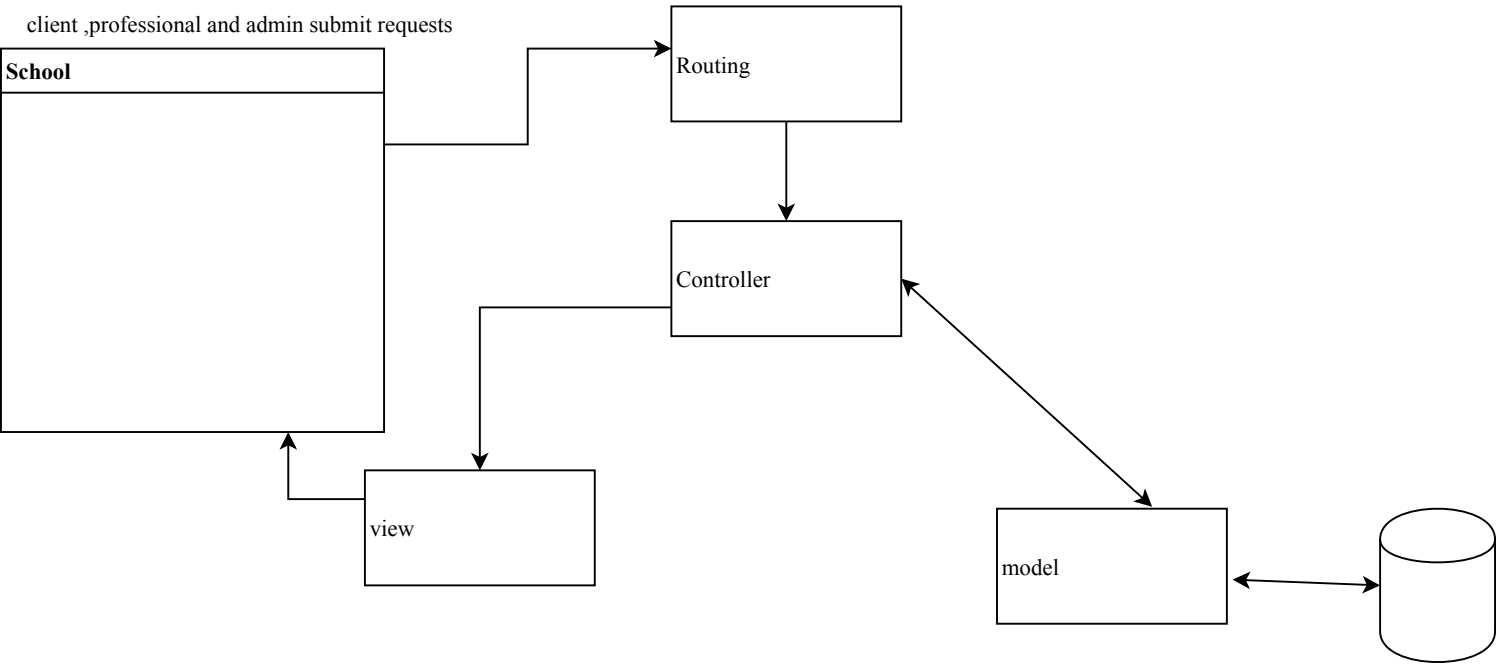 client ,professional and admin submit requests
School
Routing
Controller
view
model